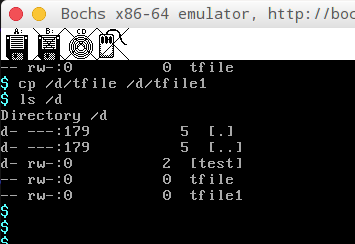 Bochs x86-64 emulator, http://boc
A: B: CD
-- rw-:0 0 tfile
$ cp /d/tfile /d/tfile1
$ ls /d
Directory /d
d- ---:179 5 [.]
d- ---:179 5 [..]
d- rw-:0 2 [test]
-- rw-:0 0 tfile
-- rw-:0 0 tfile1
$
$
$